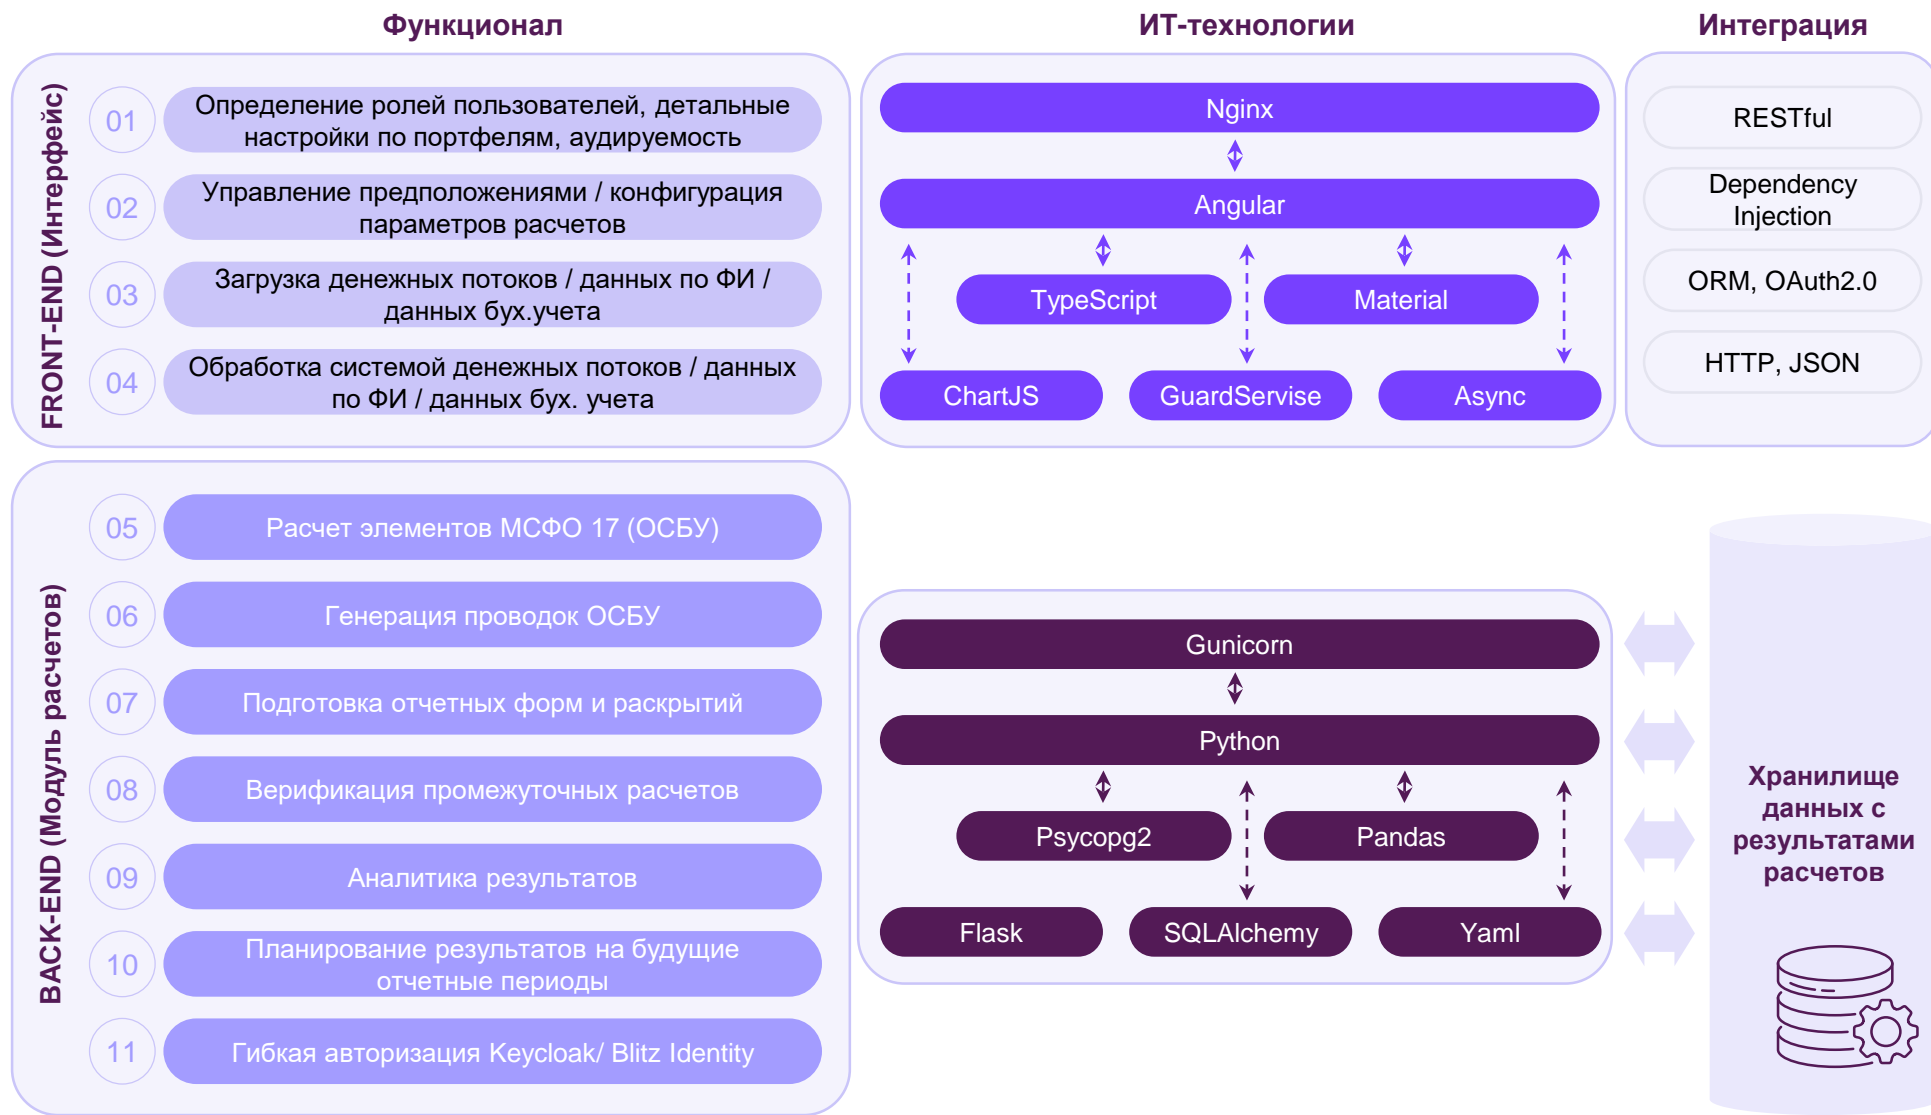 Функционал
ИТ-технологии
Интеграция
FRONT-END (Интерфейс)
01
Определение ролей пользователей, детальные
настройки по портфелям, аудируемость
02
Управление предположениями / конфигурация
параметров расчетов
03
Загрузка денежных потоков / данных по ФИ /
данных бух.учета
04
Обработка системой денежных потоков / данных
по ФИ / данных бух. учета
Nginx
Angular
TypeScript
Material
ChartJS
GuardServise
Async
RESTful
Dependency
Injection
ORM, OAuth2.0
HTTP, JSON
BACK-END (Модуль расчетов)
05
Расчет элементов МСФО 17 (ОСБУ)
06
Генерация проводок ОСБУ
07
Подготовка отчетных форм и раскрытий
08
Верификация промежуточных расчетов
09
Аналитика результатов
10
Планирование результатов на будущие
отчетные периоды
11
Гибкая авторизация Keycloak/ Blitz Identity
Gunicorn
Python
Psycopg2
Pandas
Flask
SQLAlchemy
Yaml
Хранилище
данных с
результатами
расчетов